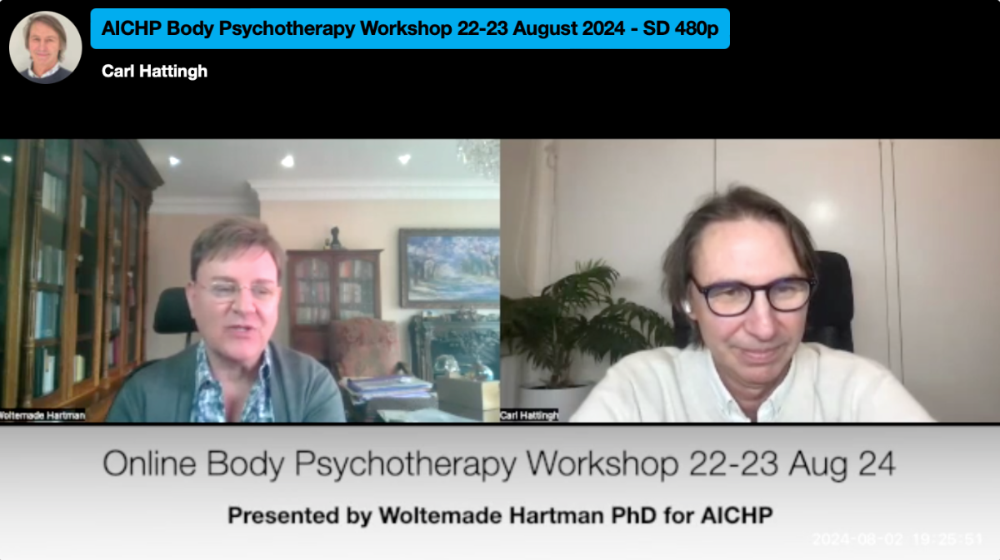 AICHP Body Psychotherapy Workshop 22-23 August 2024 - SD 480p
Carl Hattingh
Woltemade Hartman
Carl Hattingh
Online Body Psychotherapy Workshop 22-23 Aug 24
Presented by Woltemade Hartman PhD for AICHP
2024-08-02 19:25:51